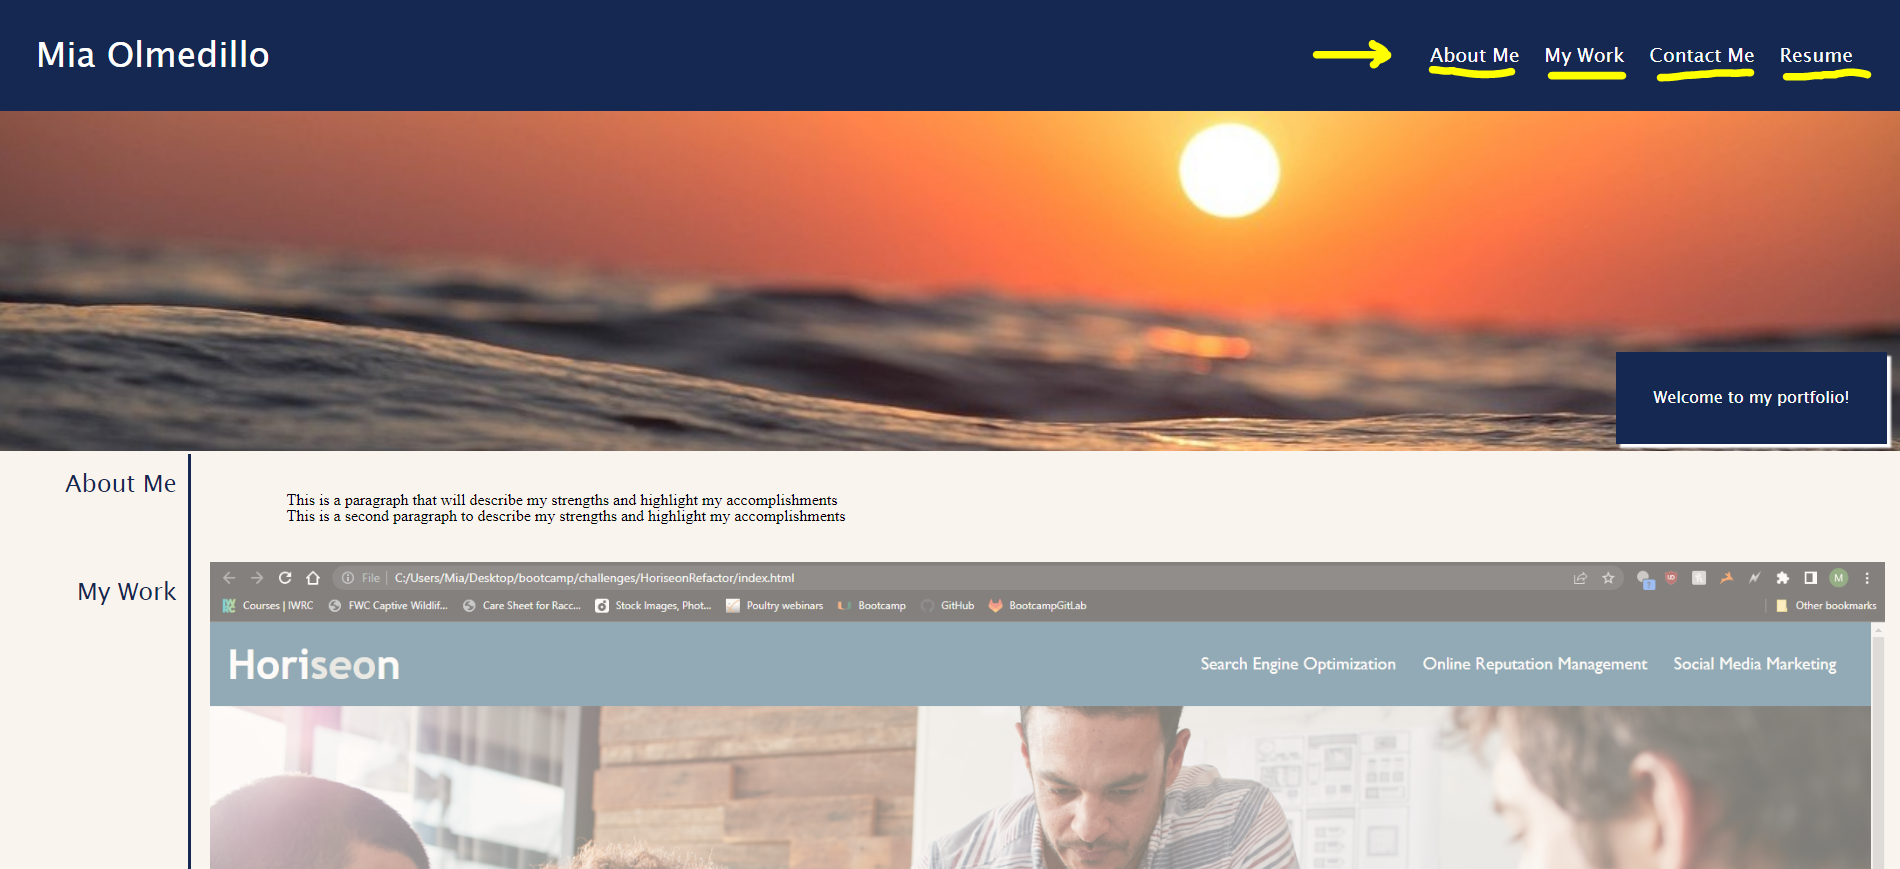 Mia Olmedillo
About Me My Work Contact Me Resume
Welcome to my portfolio!
About Me
This is a paragraph that will describe my strengths and highlight my accomplishments
This is a second paragraph to describe my strengths and highlight my accomplishments
My Work
File C:/Users/Mia/Desktop/bootcamp/challenges/HoriseonRefactor/index.html M
Courses | IWRC FWC Captive Wildlif... Care Sheet for Racc... Stock Images, Phot... Poultry webinars Bootcamp GitHub BootcampGitLab Other bookmarks
Horiseon
Search Engine Optimization Online Reputation Management Social Media Marketing